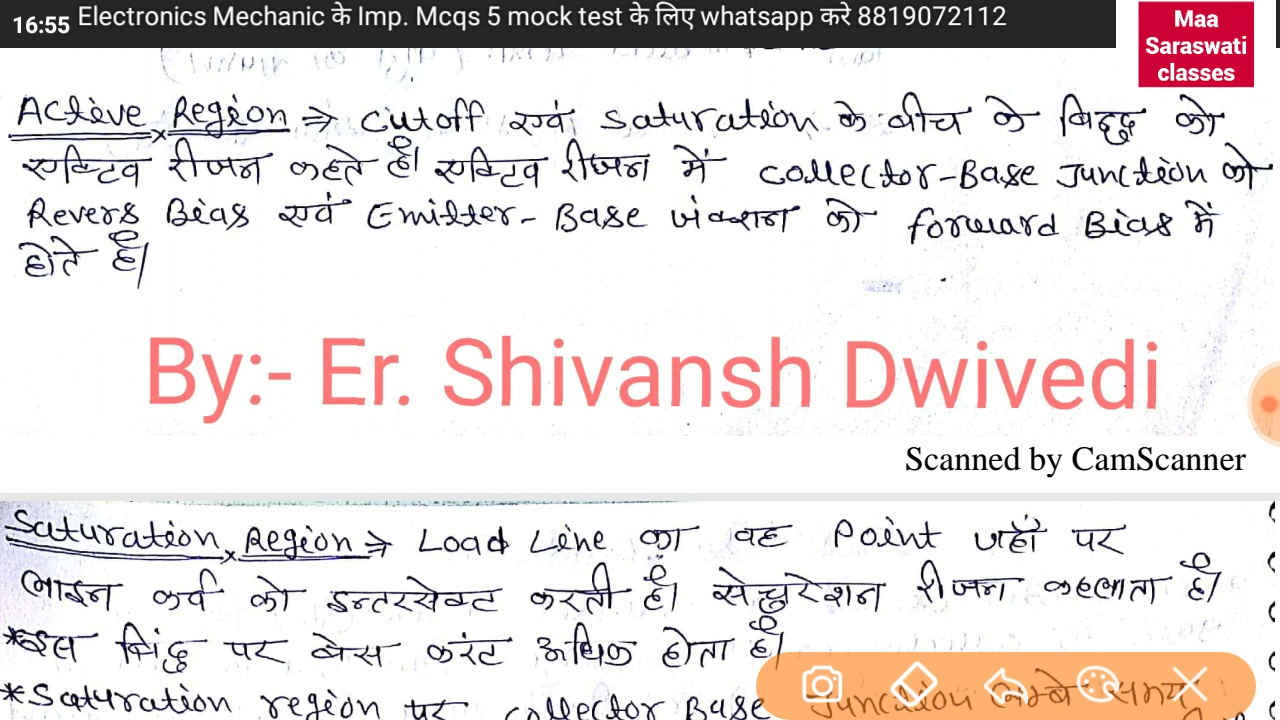 16:55 Electronics Mechanic के Imp. Mcqs 5 mock test के लिए whatsapp करे 8819072112
Maa
Saraswati
classes
Active Region ⇒ cutoff एवं saturation के बीच के बिंदु को
एक्टिव रीजन कहते हैं। एक्टिव रीजन में collector-Base Junction को
Revers Bias एवं Emitter-Base जंक्शन को forward Bias में
होते है।
By:- Er. Shivansh Dwivedi
Scanned by CamScanner
Saturation Region ⇒ Load Line का वह Point जहाँ पर
लाइन कर्व को इन्टरसेक्ट करती है। सेचुरेशन रीजन कहलाता है।
*इस बिंदु पर बेस करंट अधिक होता है।
*Saturation region पर collector Base Junction लम्बे समय